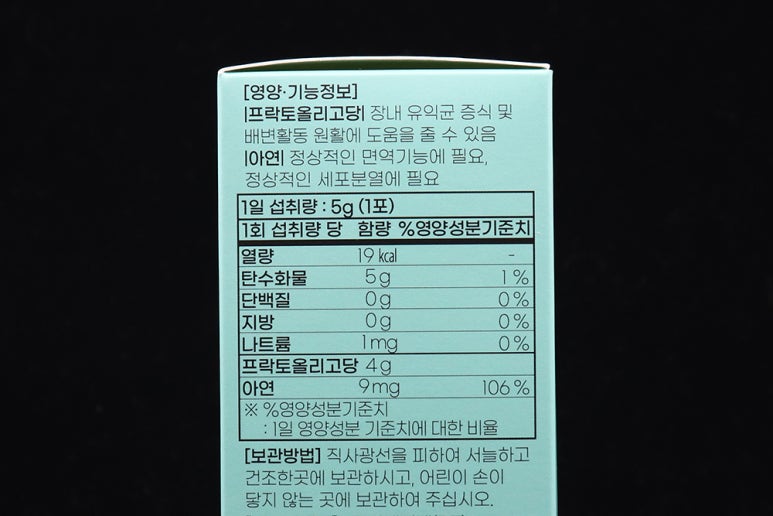 [영양·기능정보]
|프락토올리고당| 장내 유익균 증식 및
배변활동 원활에 도움을 줄 수 있음
|아연| 정상적인 면역기능에 필요,
정상적인 세포분열에 필요
1일 섭취량 : 5g (1포)
1회 섭취량 당 함량 %영양성분기준치
열량 19 kcal -
탄수화물 5g 1%
단백질 0g 0%
지방 0g 0%
나트륨 1mg 0%
프락토올리고당 4g
아연 9mg 106%
※ %영양성분기준치
: 1일 영양성분 기준치에 대한 비율
[보관방법] 직사광선을 피하여 서늘하고
건조한곳에 보관하시고, 어린이 손이
닿지 않는 곳에 보관하여 주십시오.